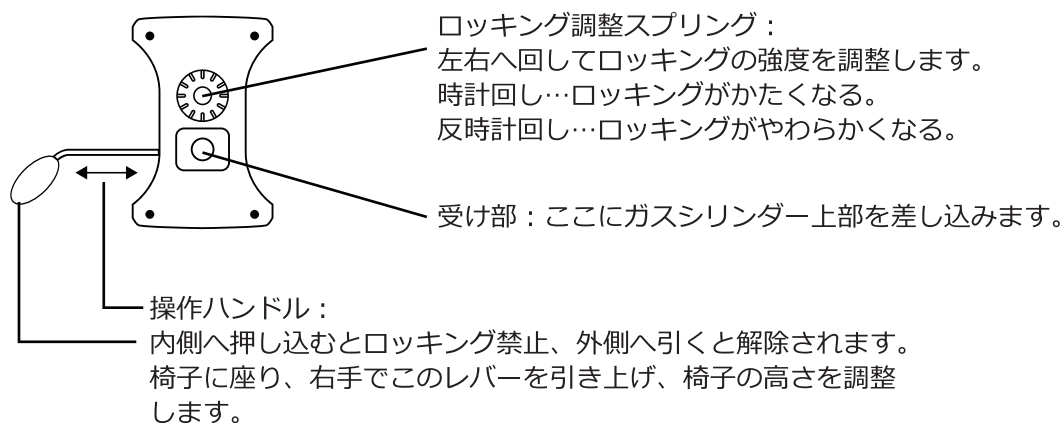 ロッキング調整スプリング：
左右へ回してロッキングの強度を調整します。
時計回し…ロッキングがかたくなる。
反時計回し…ロッキングがやわらかくなる。
受け部：ここにガスシリンダー上部を差し込みます。
操作ハンドル：
内側へ押し込むとロッキング禁止、外側へ引くと解除されます。
椅子に座り、右手でこのレバーを引き上げ、椅子の高さを調整
します。